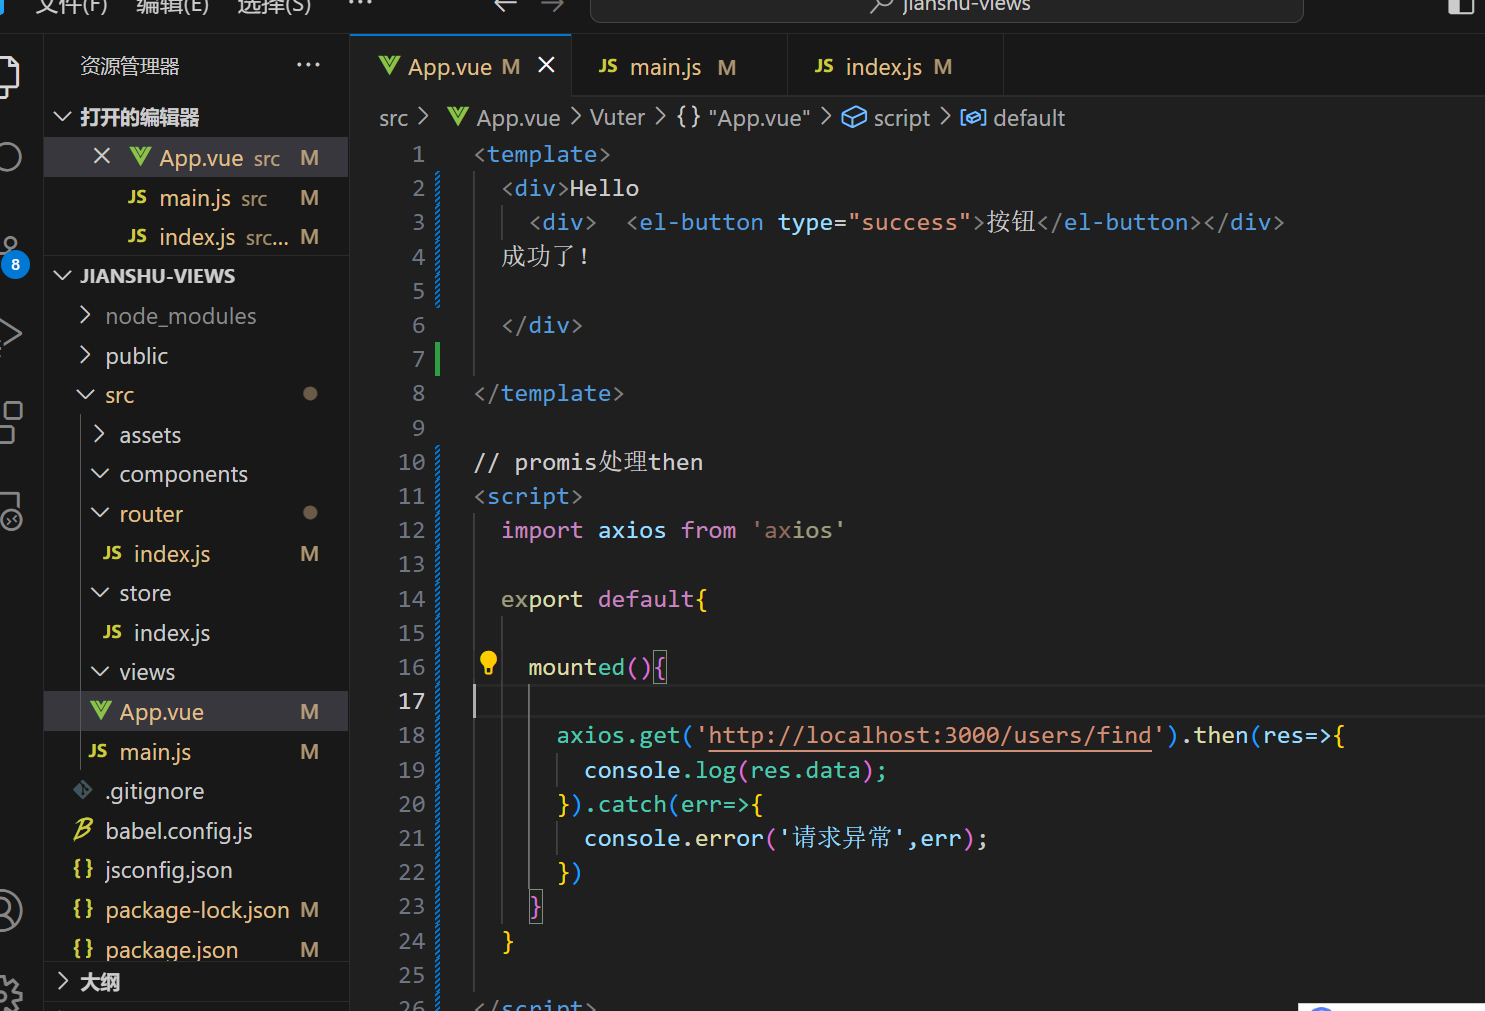 文件(F) 编辑(E) 选择(S) ··· jianshu-views
资源管理器 ···
打开的编辑器
App.vue src M
JS main.js src M
JS index.js src... M
8
JIANSHU-VIEWS
node_modules
public
src
assets
components
router
JS index.js M
store
JS index.js
views
App.vue M
JS main.js M
.gitignore
babel.config.js
{} jsconfig.json
{} package-lock.json M
{} package.json M
大纲
App.vue M JS main.js M JS index.js M
src > App.vue > Vuter > {} "App.vue" > script > default
1 <template>
2 <div>Hello
3 <div> <el-button type="success">按钮</el-button></div>
4 成功了!
5
6 </div>
7
8 </template>
9
10 // promis处理then
11 <script>
12 import axios from 'axios'
13
14 export default{
15
16 mounted(){
17
18 axios.get('http://localhost:3000/users/find').then(res=>{
19 console.log(res.data);
20 }).catch(err=>{
21 console.error('请求异常',err);
22 })
23 }
24 }
25
26 </script>